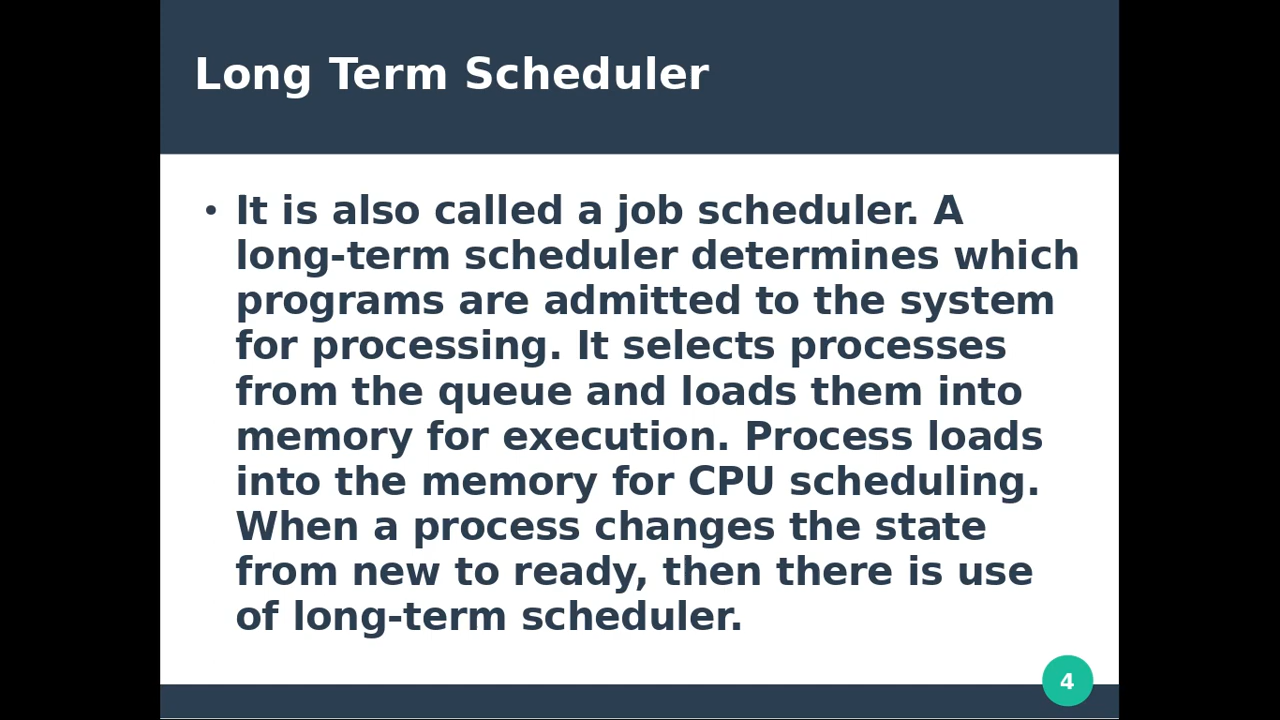 Long Term Scheduler
• It is also called a job scheduler. A
long-term scheduler determines which
programs are admitted to the system
for processing. It selects processes
from the queue and loads them into
memory for execution. Process loads
into the memory for CPU scheduling.
When a process changes the state
from new to ready, then there is use
of long-term scheduler.
4